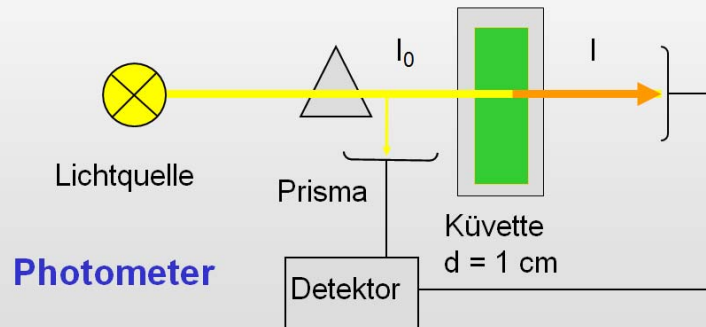 I₀
I
Lichtquelle
Prisma
Küvette
d = 1 cm
Photometer
Detektor